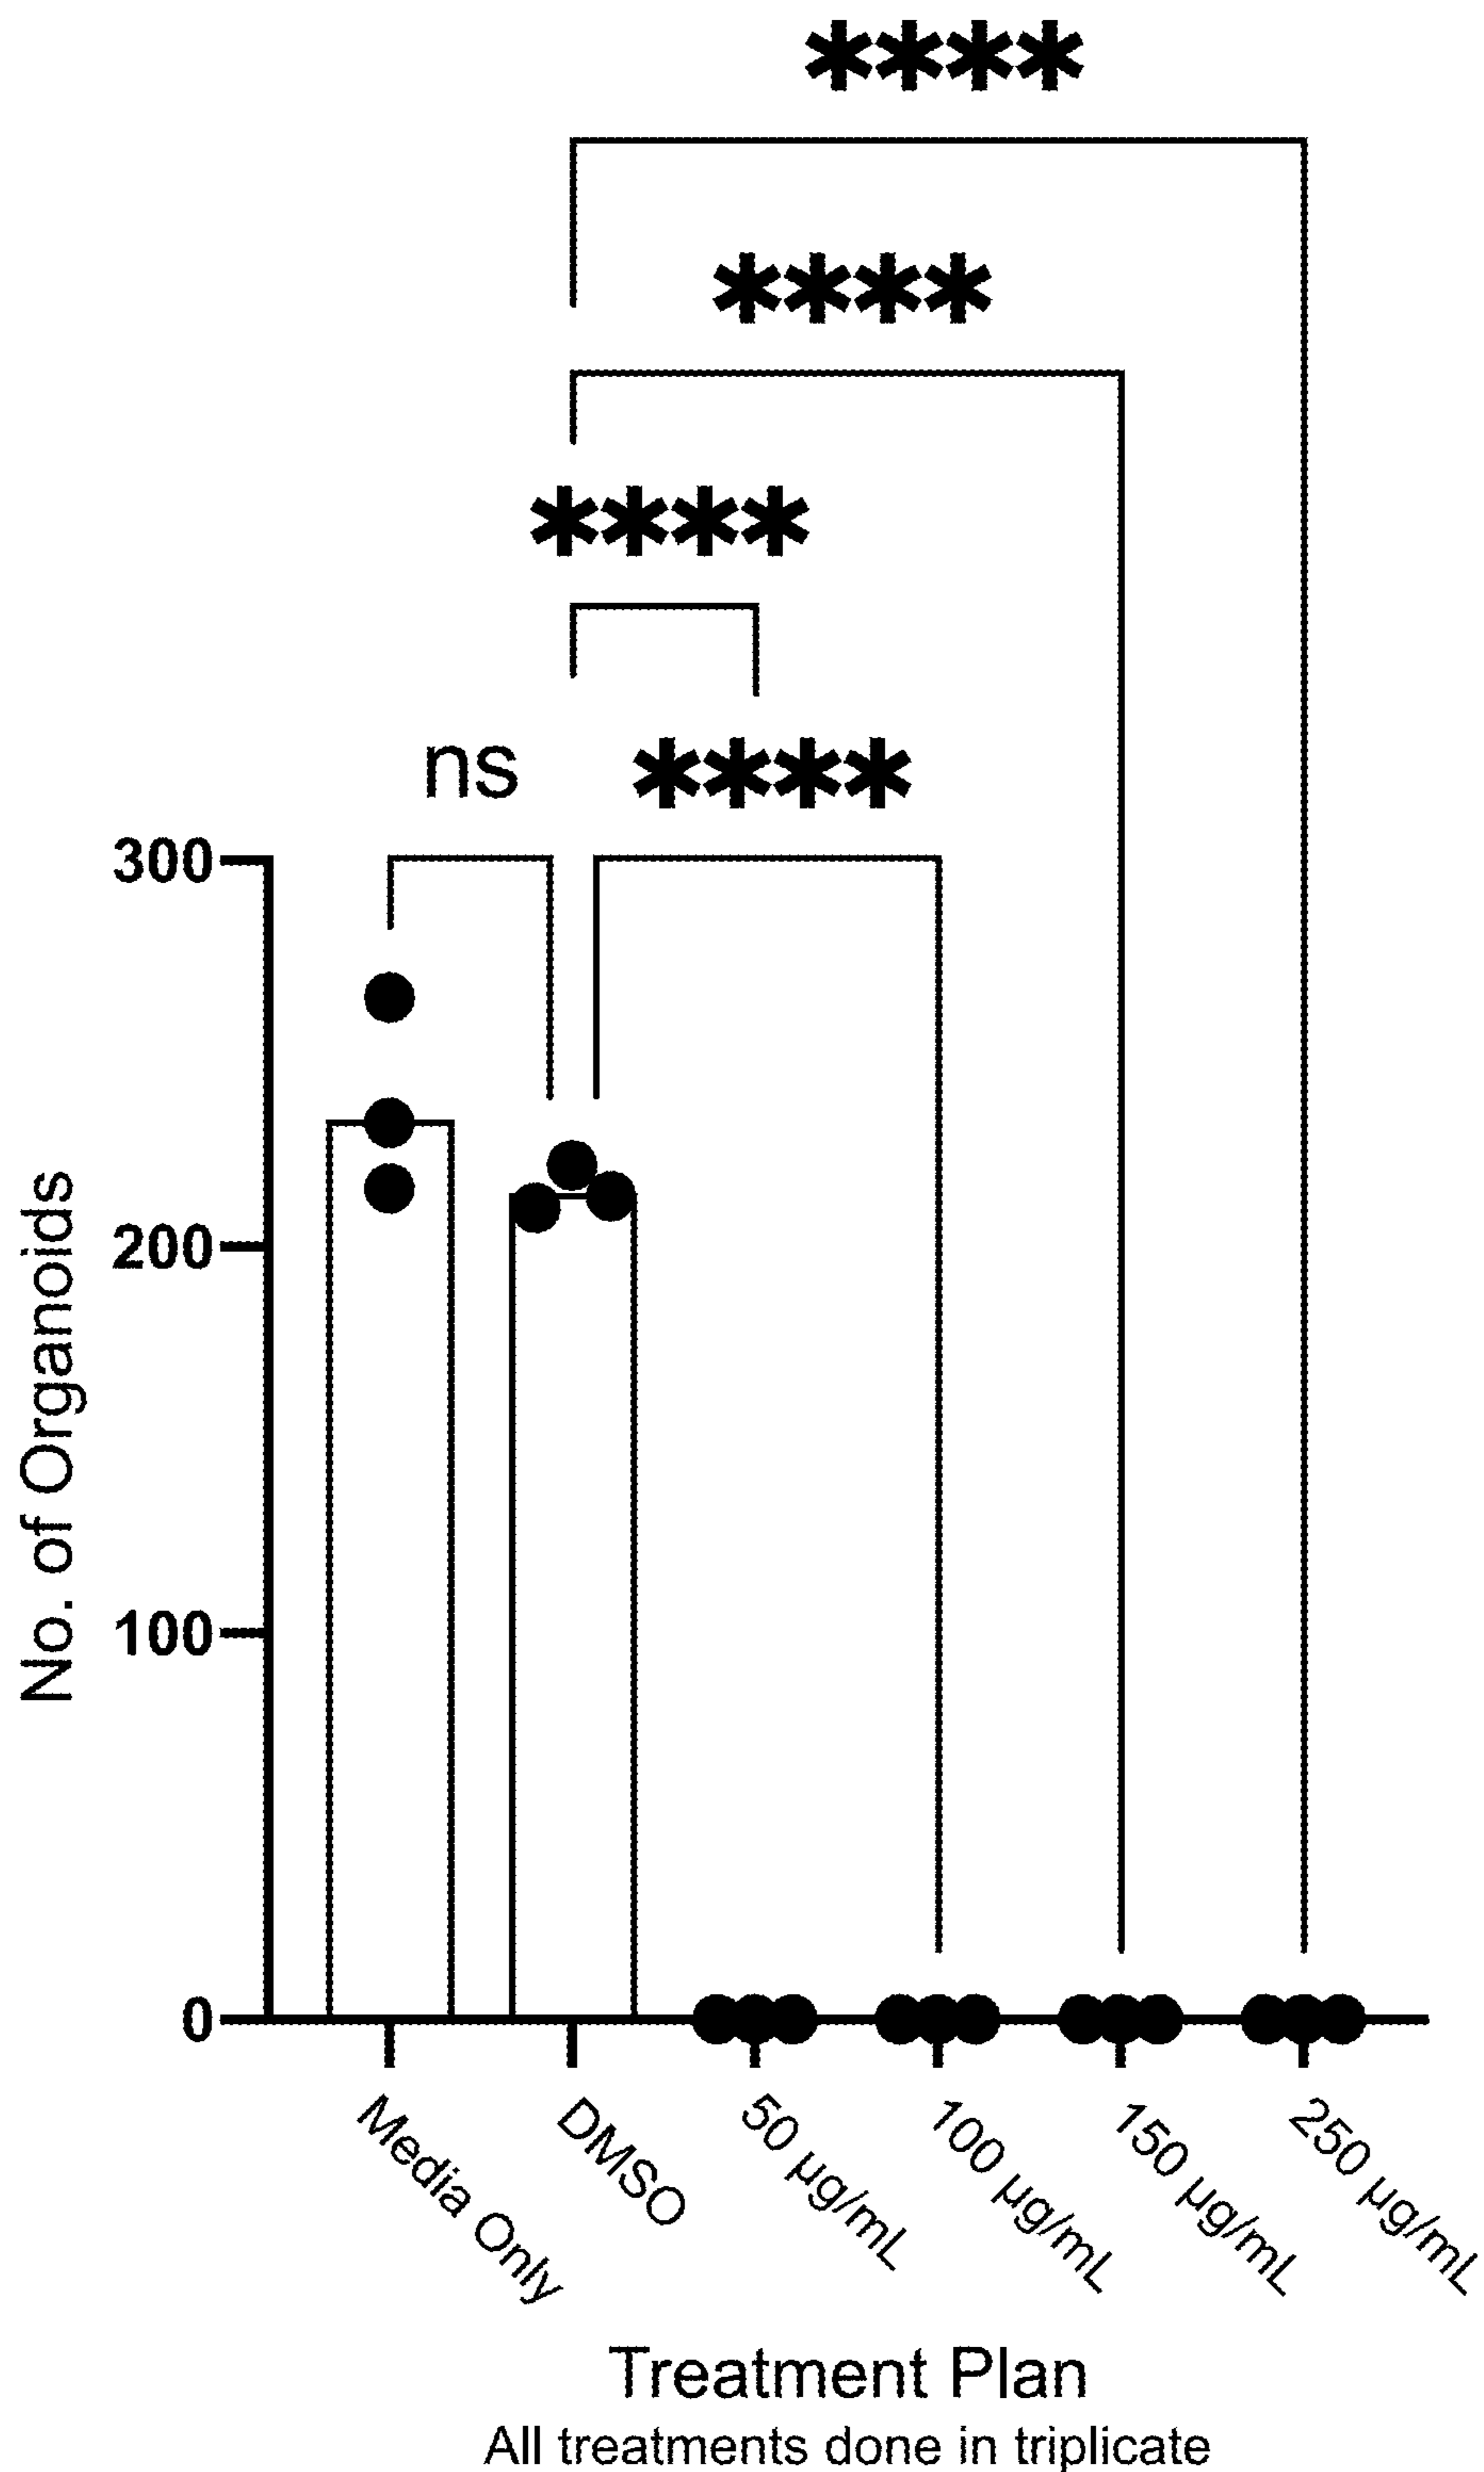 ****
****
****
ns
****
300
200
100
0
No. of Organoids
Media Only
DMSO
50 µg/mL
100 µg/mL
150 µg/mL
250 µg/mL
Treatment Plan
All treatments done in triplicate